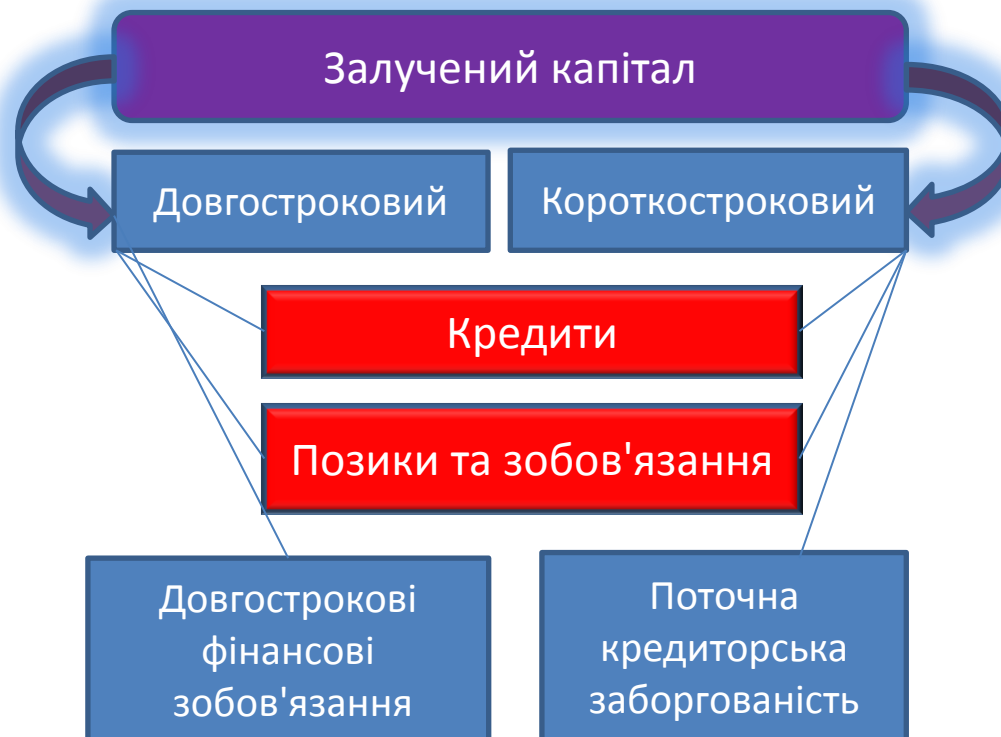 Залучений капітал
Довгостроковий
Короткостроковий
Кредити
Позики та зобов'язання
Довгострокові
фінансові
зобов'язання
Поточна
кредиторська
заборгованість